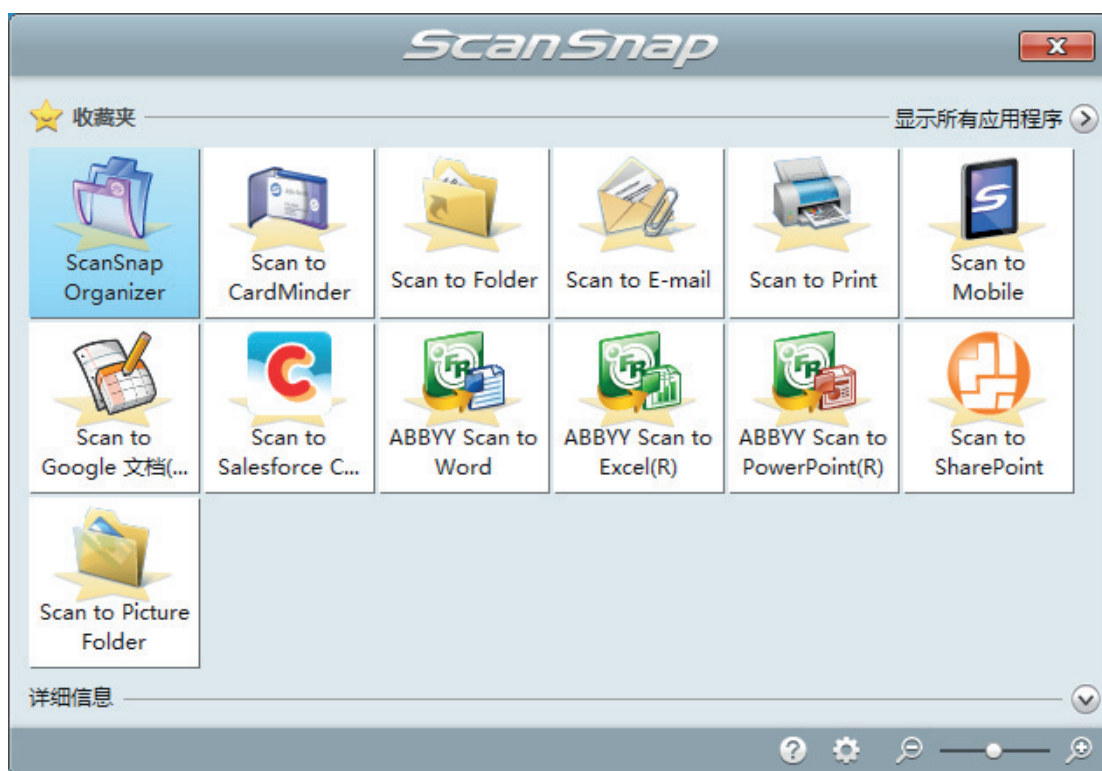 ScanSnap
收藏夹
显示所有应用程序
ScanSnap
Organizer
Scan to
CardMinder
Scan to Folder
Scan to E-mail
Scan to Print
Scan to
Mobile
Scan to
Google 文档(...
Scan to
Salesforce C...
ABBYY Scan to
Word
ABBYY Scan to
Excel(R)
ABBYY Scan to
PowerPoint(R)
Scan to
SharePoint
Scan to Picture
Folder
详细信息